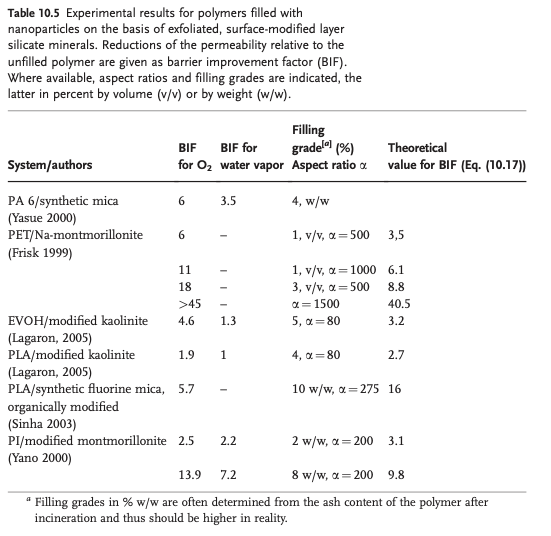 Table 10.5 Experimental results for polymers filled with
nanoparticles on the basis of exfoliated, surface-modified layer
silicate minerals. Reductions of the permeability relative to the
unfilled polymer are given as barrier improvement factor (BIF).
Where available, aspect ratios and filling grades are indicated, the
latter in percent by volume (v/v) or by weight (w/w).
System/authors BIF for O2 BIF for water vapor Filling grade[a] (%) Aspect ratio α Theoretical value for BIF (Eq. (10.17))
PA 6/synthetic mica 6 3.5 4, w/w
(Yasue 2000)
PET/Na-montmorillonite 6 – 1, v/v, α = 500 3,5
(Frisk 1999)
11 – 1, v/v, α = 1000 6.1
18 – 3, v/v, α = 500 8.8
>45 – α = 1500 40.5
EVOH/modified kaolinite 4.6 1.3 5, α = 80 3.2
(Lagaron, 2005)
PLA/modified kaolinite 1.9 1 4, α = 80 2.7
(Lagaron, 2005)
PLA/synthetic fluorine mica, 5.7 – 10 w/w, α = 275 16
organically modified
(Sinha 2003)
PI/modified montmorillonite 2.5 2.2 2 w/w, α = 200 3.1
(Yano 2000)
13.9 7.2 8 w/w, α = 200 9.8
a Filling grades in % w/w are often determined from the ash content of the polymer after
incineration and thus should be higher in reality.